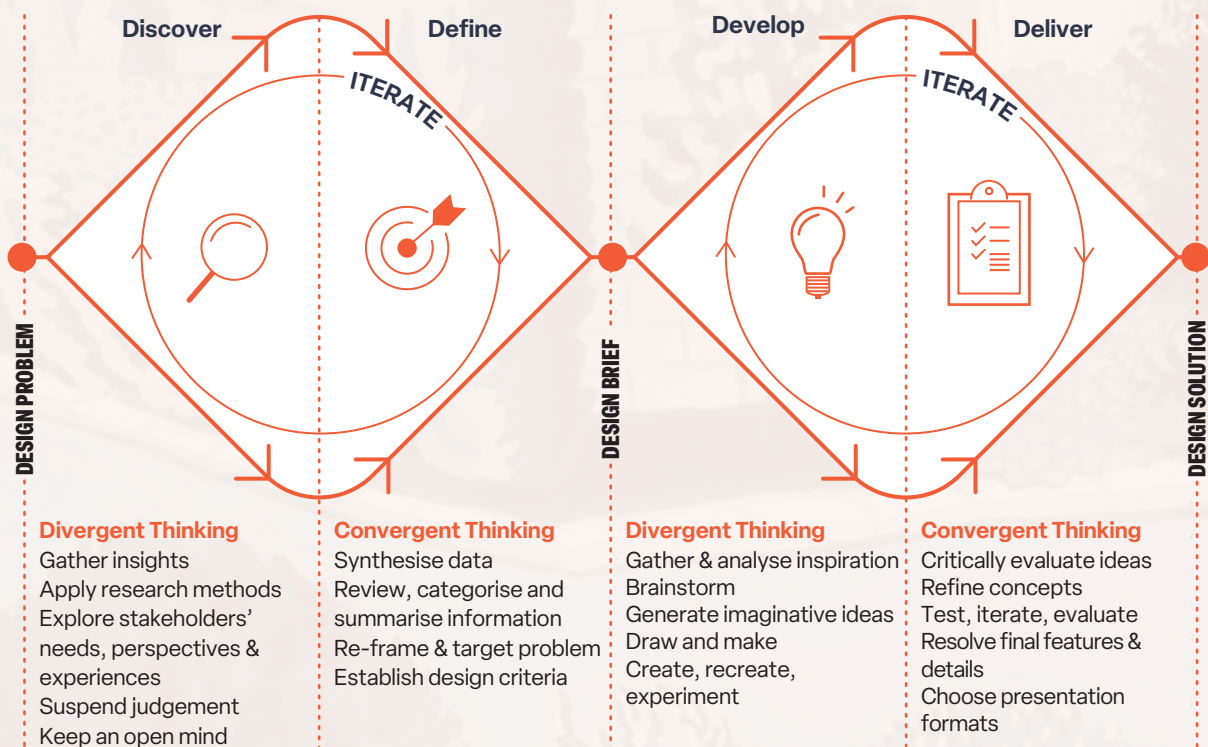 Discover
Define
Develop
Deliver
ITERATE
ITERATE
DESIGN PROBLEM
DESIGN BRIEF
DESIGN SOLUTION
Divergent Thinking
Gather insights
Apply research methods
Explore stakeholders’
needs, perspectives &
experiences
Suspend judgement
Keep an open mind
Convergent Thinking
Synthesise data
Review, categorise and
summarise information
Re-frame & target problem
Establish design criteria
Divergent Thinking
Gather & analyse inspiration
Brainstorm
Generate imaginative ideas
Draw and make
Create, recreate,
experiment
Convergent Thinking
Critically evaluate ideas
Refine concepts
Test, iterate, evaluate
Resolve final features &
details
Choose presentation
formats